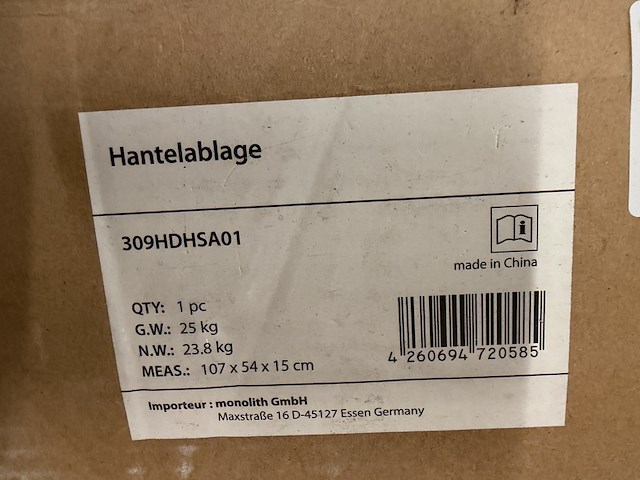 Hantelablage
309HDHSA01
made in China
QTY: 1 pc
G.W.: 25 kg
N.W.: 23.8 kg
MEAS.: 107 x 54 x 15 cm
4 260694 720585
Importeur : monolith GmbH
Maxstraße 16 D-45127 Essen Germany